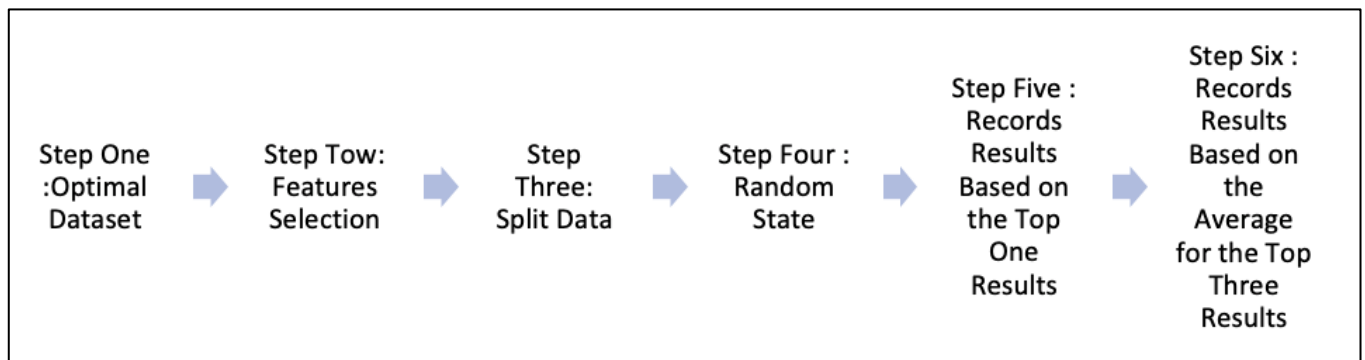 Step One
:Optimal
Dataset
Step Tow:
Features
Selection
Step
Three:
Split Data
Step Four :
Random
State
Step Five :
Records
Results
Based on
the Top
One
Results
Step Six :
Records
Results
Based on
the
Average
for the Top
Three
Results